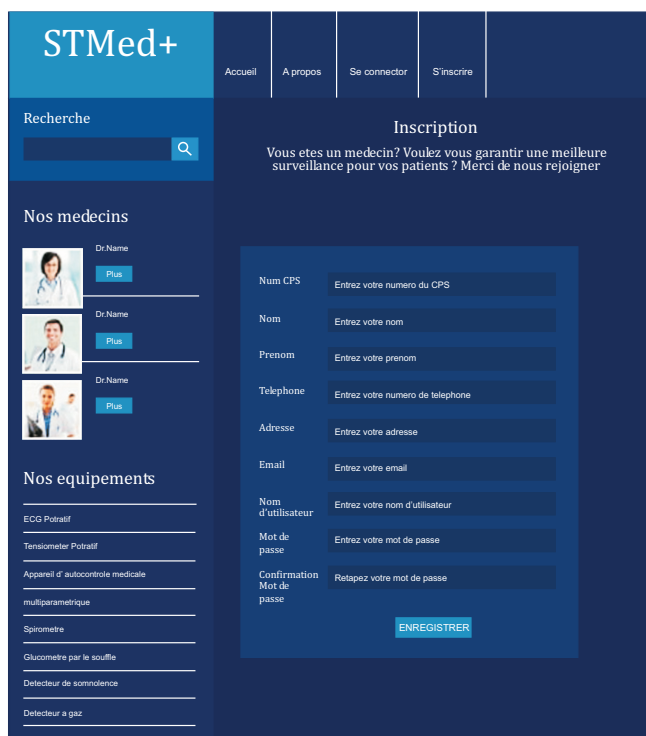 STMed+
Accueil
A propos
Se connector
S'inscrire
Recherche
Nos medecins
Dr.Name
Plus
Dr.Name
Plus
Dr.Name
Plus
Nos equipements
ECG Potratif
Tensiometer Potratif
Appareil d' autocontrole medicale
multiparametrique
Spirometre
Glucometre par le souffle
Detecteur de somnolence
Detecteur a gaz
Inscription
Vous etes un medecin? Voulez vous garantir une meilleure
surveillance pour vos patients ? Merci de nous rejoigner
Num CPS
Entrez votre numero du CPS
Nom
Entrez votre nom
Prenom
Entrez votre prenom
Telephone
Entrez votre numero de telephone
Adresse
Entrez votre adresse
Email
Entrez votre email
Nom
d'utilisateur
Entrez votre nom d'utilisateur
Mot de
passe
Entrez votre mot de passe
Confirmation
Mot de
passe
Retapez votre mot de passe
ENREGISTRER